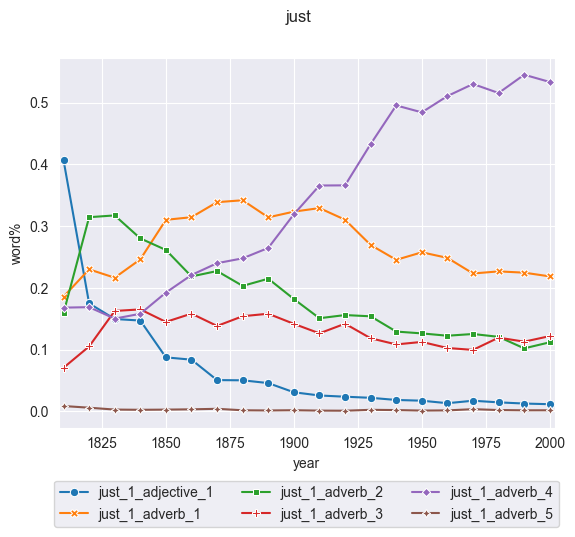 just
0.5
0.4
0.3
0.2
0.1
0.0
word%
1825 1850 1875 1900 1925 1950 1975 2000
year
just_1_adjective_1 just_1_adverb_2 just_1_adverb_4
just_1_adverb_1 just_1_adverb_3 just_1_adverb_5